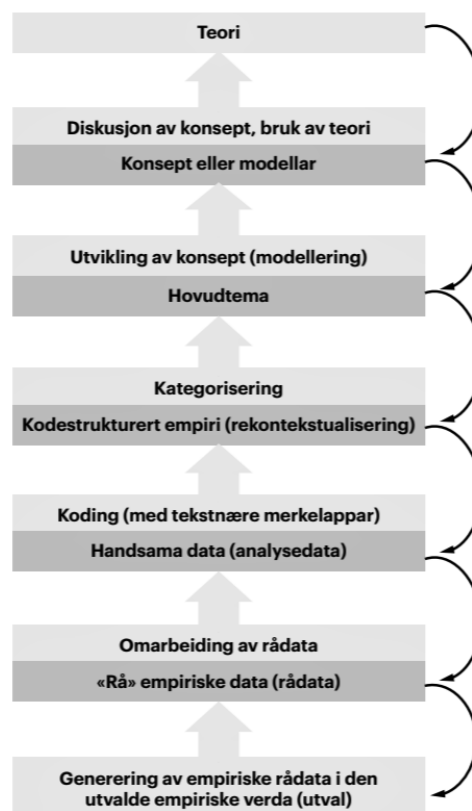 Teori
Diskusjon av konsept, bruk av teori
Konsept eller modellar
Utvikling av konsept (modellering)
Hovudtema
Kategorisering
Kodestrukturert empiri (rekontekstualisering)
Koding (med tekstnære merkelappar)
Handsama data (analysedata)
Omarbeiding av rådata
«Rå» empiriske data (rådata)
Generering av empiriske rådata i den
utvalde empiriske verda (utval)